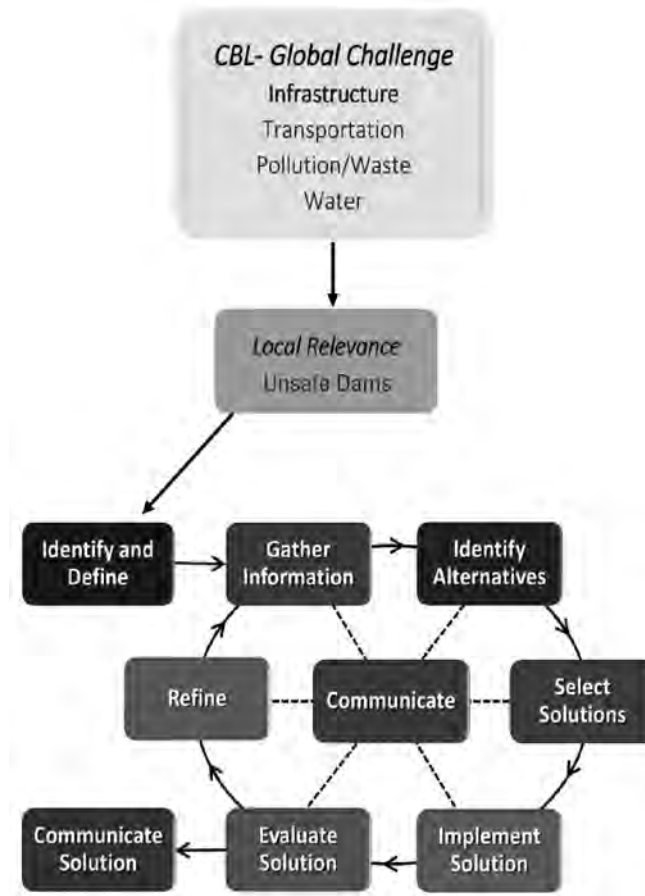 CBL- Global Challenge
Infrastructure
Transportation
Pollution/Waste
Water
Local Relevance
Unsafe Dams
Identify and
Define
Gather
Information
Identify
Alternatives
Refine
Communicate
Select
Solutions
Communicate
Solution
Evaluate
Solution
Implement
Solution